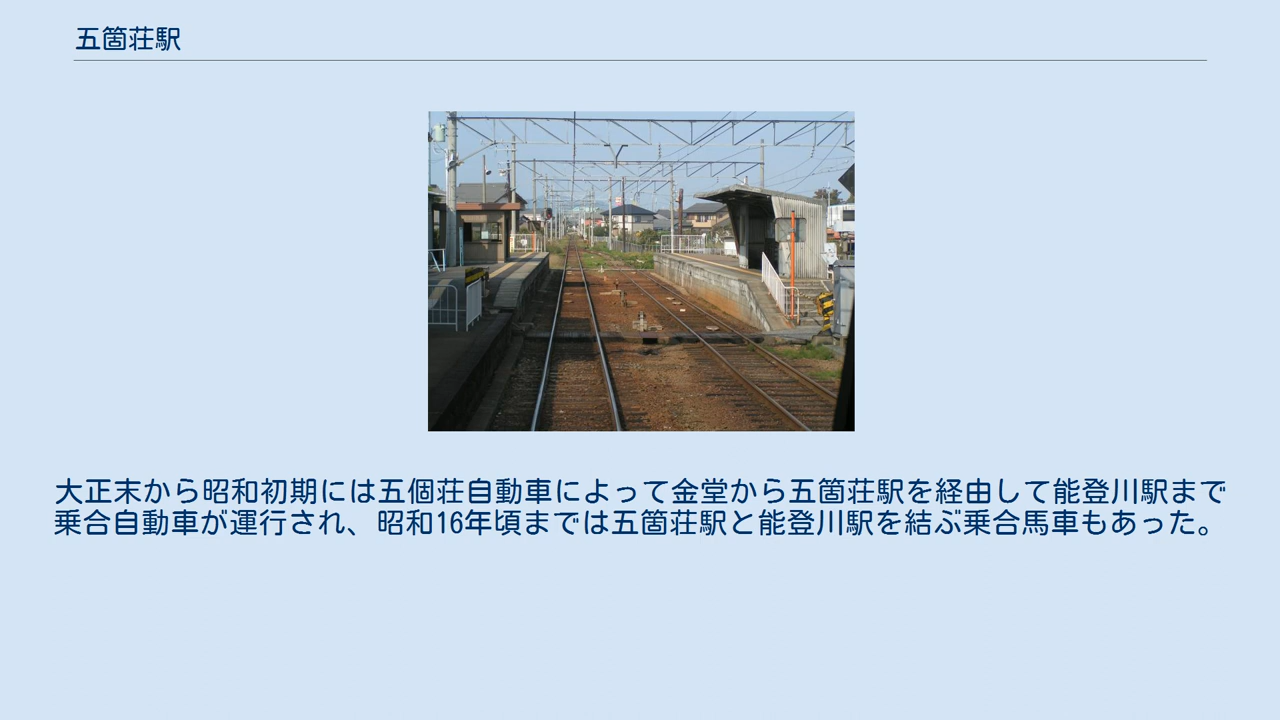 五箇荘駅
大正末から昭和初期には五個荘自動車によって金堂から五箇荘駅を経由して能登川駅まで
乗合自動車が運行され、昭和16年頃までは五箇荘駅と能登川駅を結ぶ乗合馬車もあった。